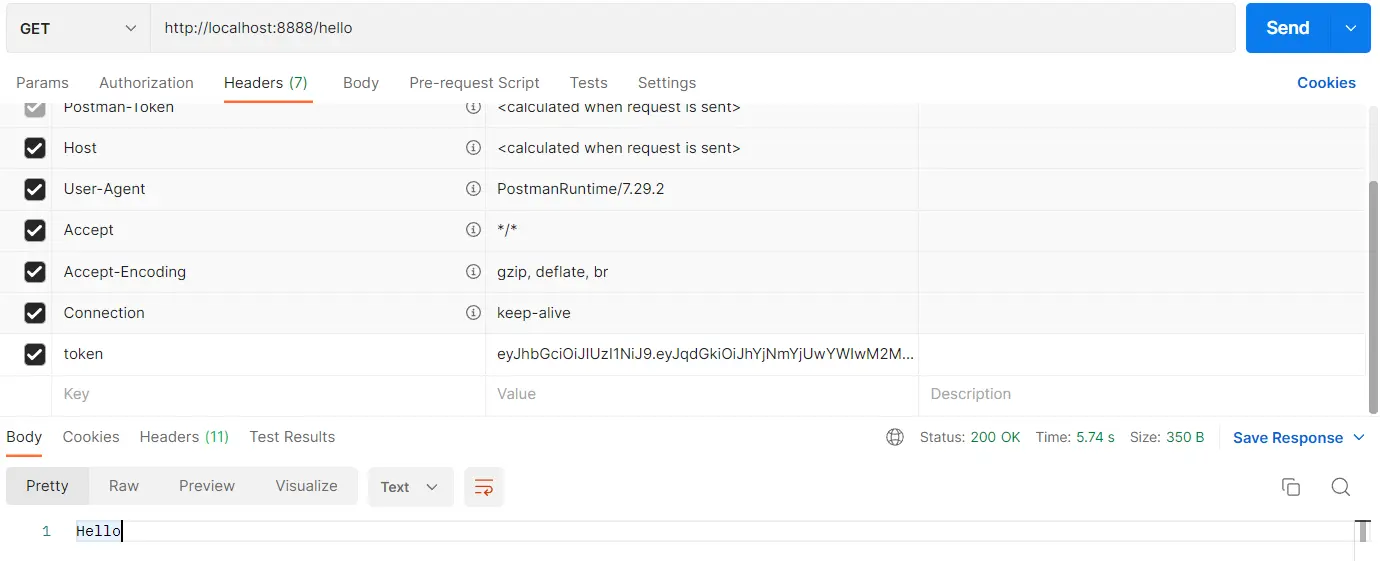 GET http://localhost:8888/hello Send
Params Authorization Headers (7) Body Pre-request Script Tests Settings Cookies
Postman-Token <calculated when request is sent>
Host <calculated when request is sent>
User-Agent PostmanRuntime/7.29.2
Accept */*
Accept-Encoding gzip, deflate, br
Connection keep-alive
token eyJhbGciOiJIUzI1NiJ9.eyJqdGkiOiJhYjNmYjUwYWIwM2M...
Key Value Description
Body Cookies Headers (11) Test Results Status: 200 OK Time: 5.74 s Size: 350 B Save Response
Pretty Raw Preview Visualize Text
1 Hello